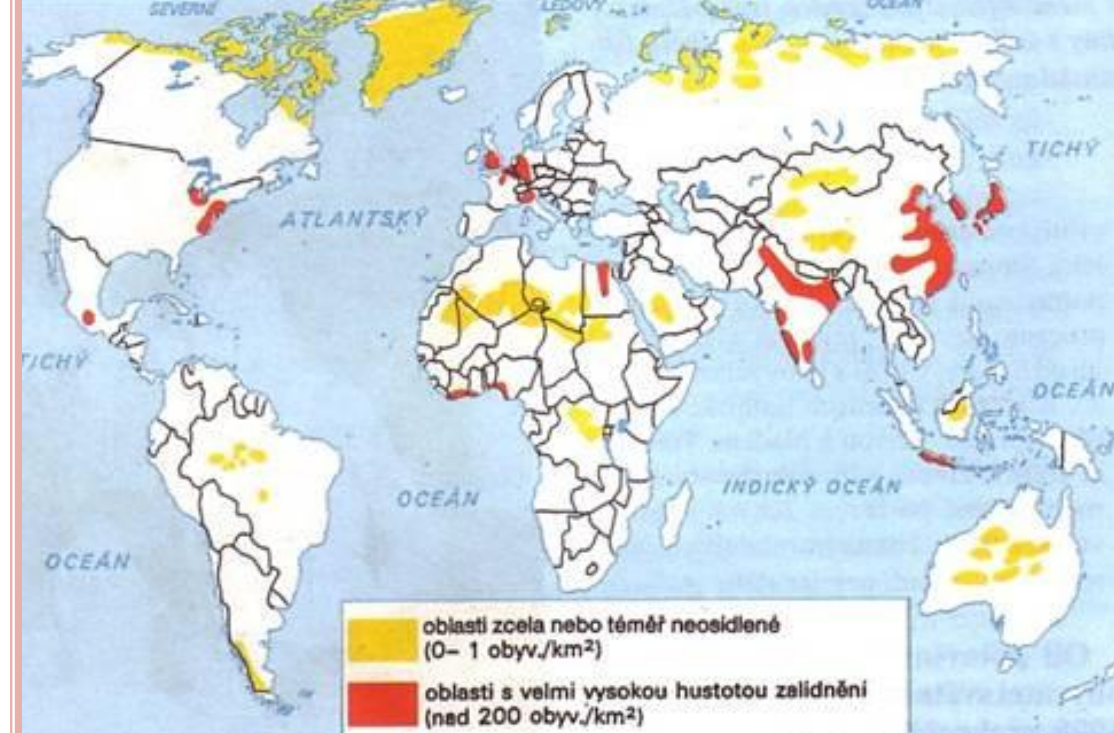 SEVERNÍ
LEDOVÝ
OCEÁN
TICHÝ
ATLANTSKÝ
TICHÝ
OCEÁN
OCEÁN
INDICKÝ OCEÁN
OCEÁN
oblasti zcela nebo téměř neosídlené
(0– 1 obyv./km²)
oblasti s velmi vysokou hustotou zalidnění
(nad 200 obyv./km²)